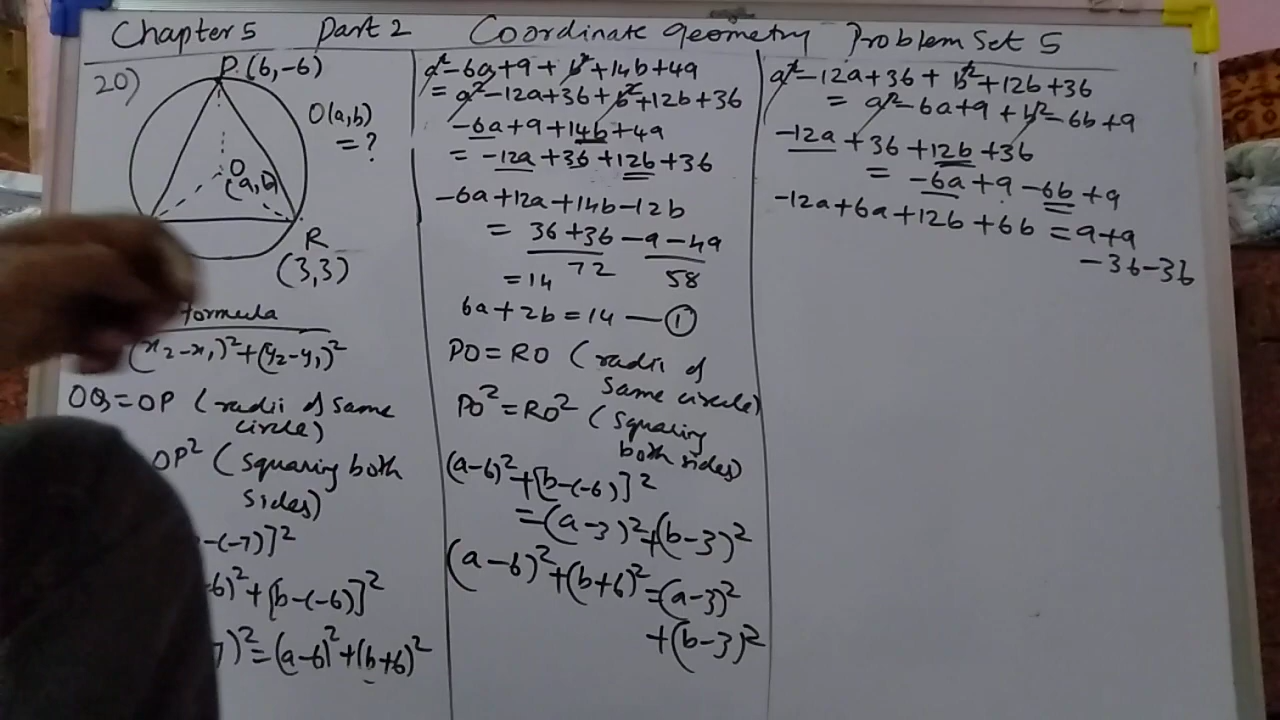 Chapter 5 Part 2 Coordinate geometry Problem Set 5
20)
P(6,-6)
O(a,b)
= ?
O
(a,b)
R
(3,3)
formula
(x₂-x₁)²+(y₂-y₁)²
OQ=OP (radii of same
circle)
OP² (squaring both
sides)
-(-7)]²
-6)²+[b-(-6)]²
7)²=(a-6)²+(b+6)²
a²-6a+9+b²+14b+49
= a²-12a+36+b²+12b+36
-6a+9+14b+49
= -12a+36+12b+36
-6a+12a+14b-12b
= 36+36-9-49
72 58
= 14
6a+2b=14 — ①
PO=RO (radii of
same circle)
PO²=RO² (squaring
both sides)
(a-6)²+[b-(-6)]²
=(a-3)²+(b-3)²
(a-6)²+(b+6)²=(a-3)²
+(b-3)²
a²-12a+36+b²+12b+36
= a²-6a+9+b²-6b+9
-12a+36+12b+36
= -6a+9-6b+9
-12a+6a+12b+6b=9+9
-36-36